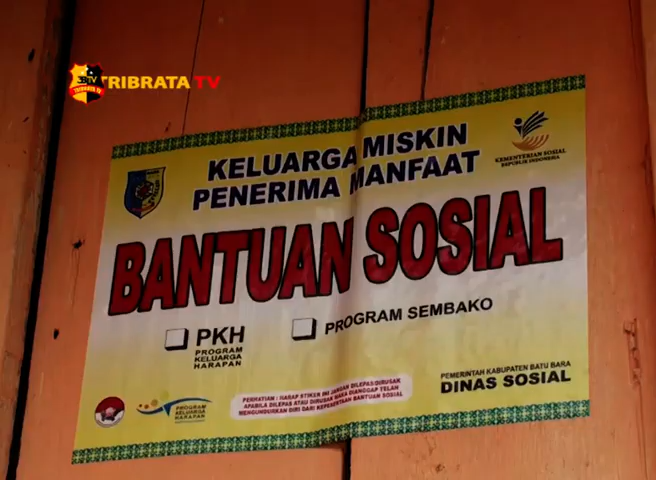 TRIBRATA TV
KELUARGA MISKIN
PENERIMA MANFAAT
KEMENTERIAN SOSIAL
REPUBLIK INDONESIA
BANTUAN SOSIAL
PKH
PROGRAM
KELUARGA
HARAPAN
PROGRAM SEMBAKO
PEMERINTAH KABUPATEN BATU BARA
DINAS SOSIAL
PROGRAM
KELUARGA
HARAPAN
PERHATIAN : HARAP STIKER INI JANGAN DILEPAS/DIRUSAK
APABILA DILEPAS ATAU DIRUSAK MAKA DIANGGAP TELAH
MENGUNDURKAN DIRI DARI KEPESERTAAN BANTUAN SOSIAL